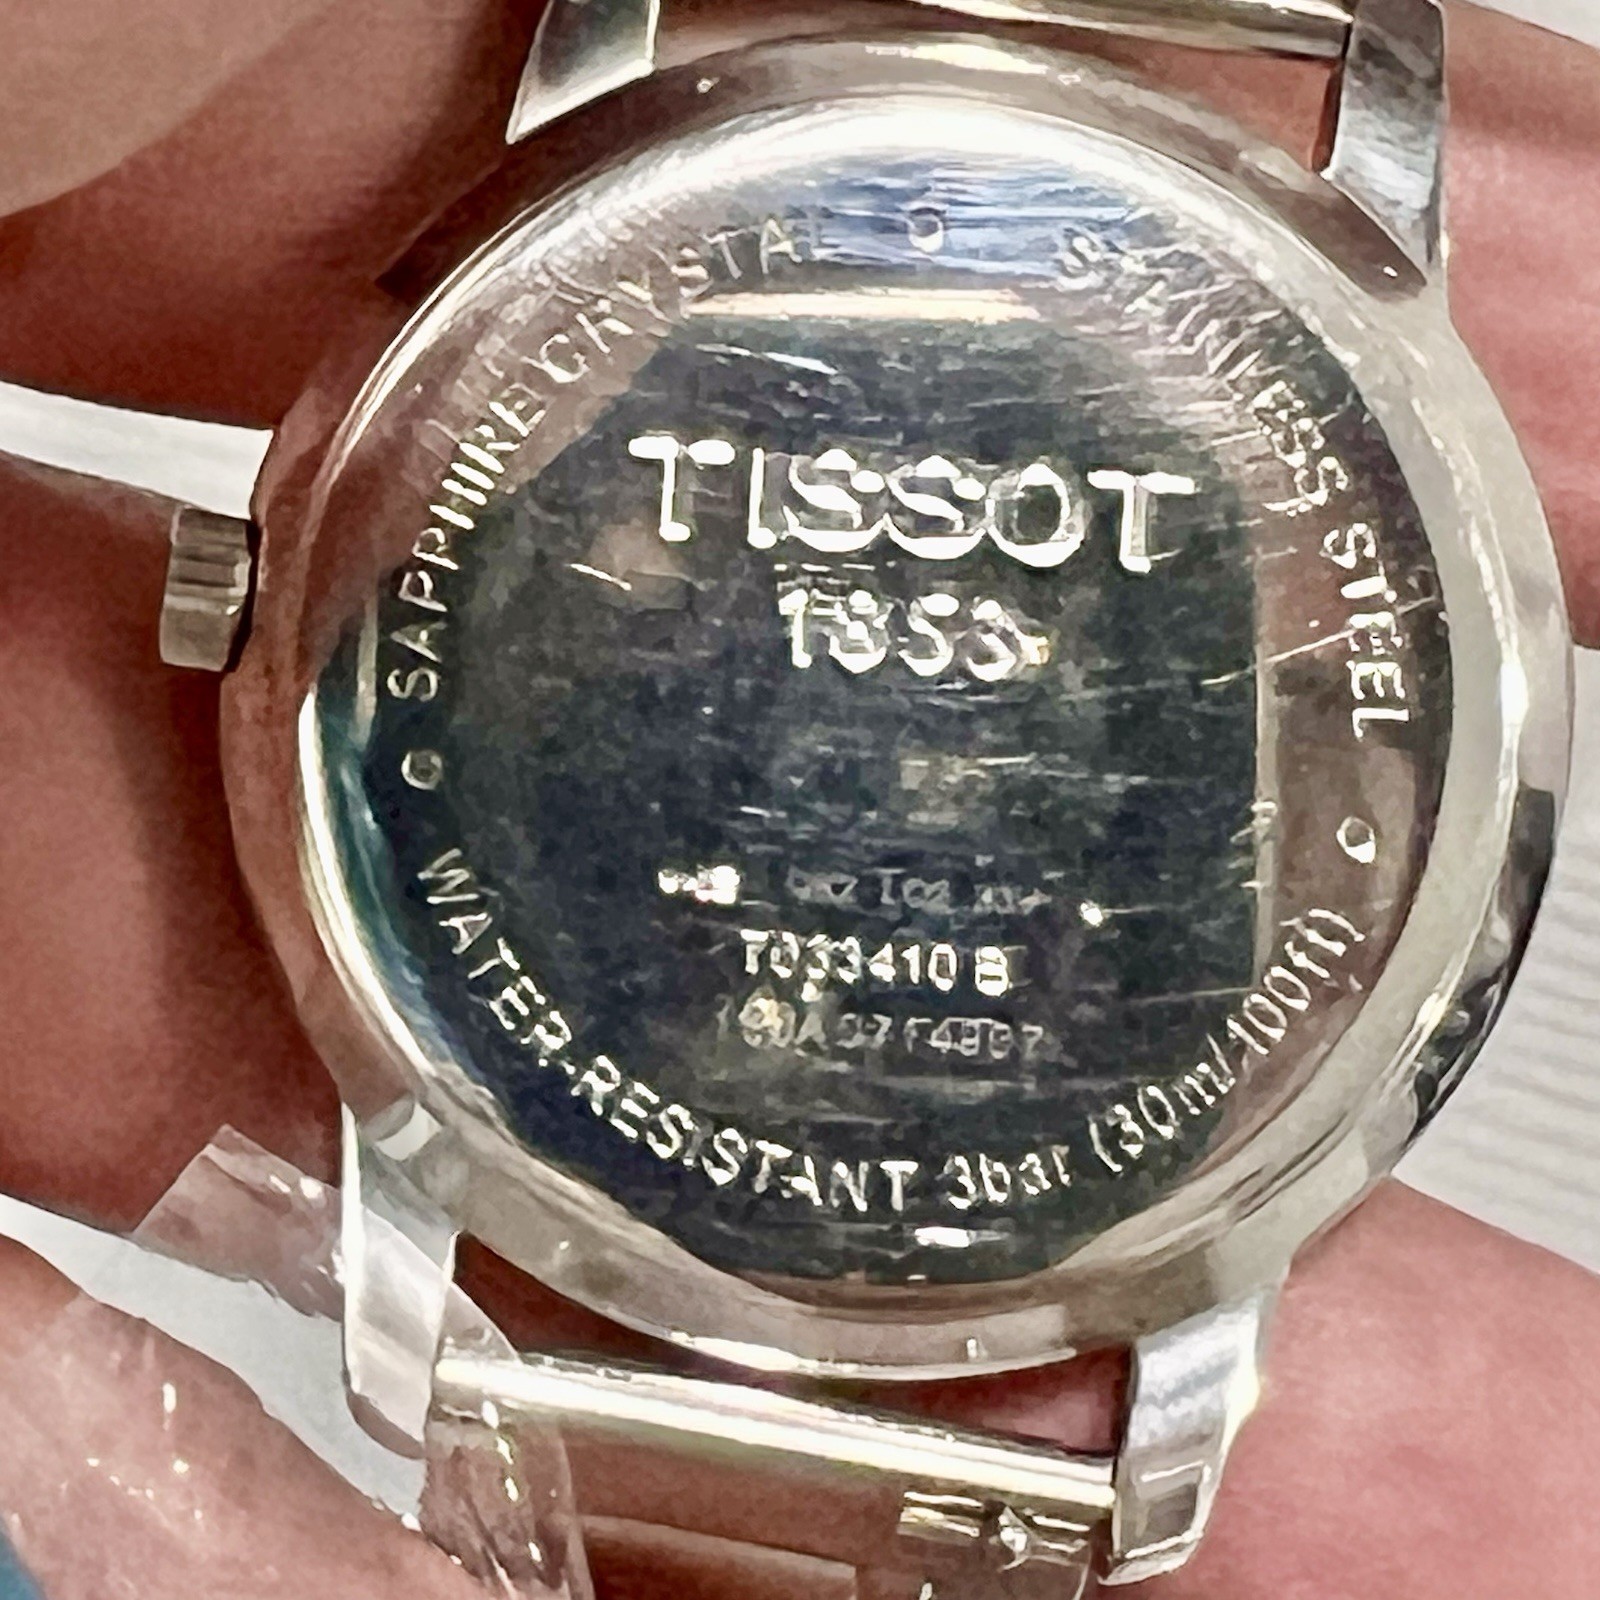 SAPPHIRE CRYSTAL
STAINLESS STEEL
TISSOT
1853
T033410 B
WATER-RESISTANT 3bar (30m/100ft)